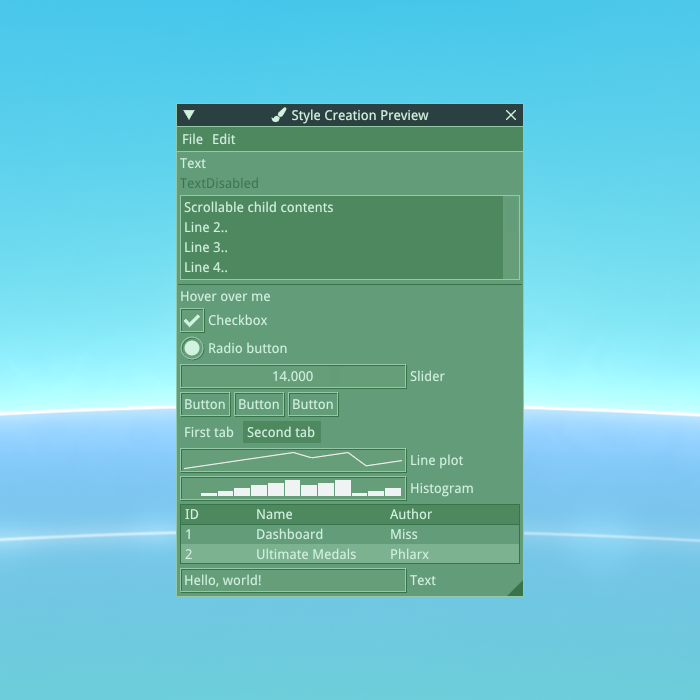 Style Creation Preview
File Edit
Text
TextDisabled
Scrollable child contents
Line 2..
Line 3..
Line 4..
Hover over me
Checkbox
Radio button
14.000 Slider
Button Button Button
First tab Second tab
Line plot
Histogram
ID Name Author
1 Dashboard Miss
2 Ultimate Medals Phlarx
Hello, world! Text